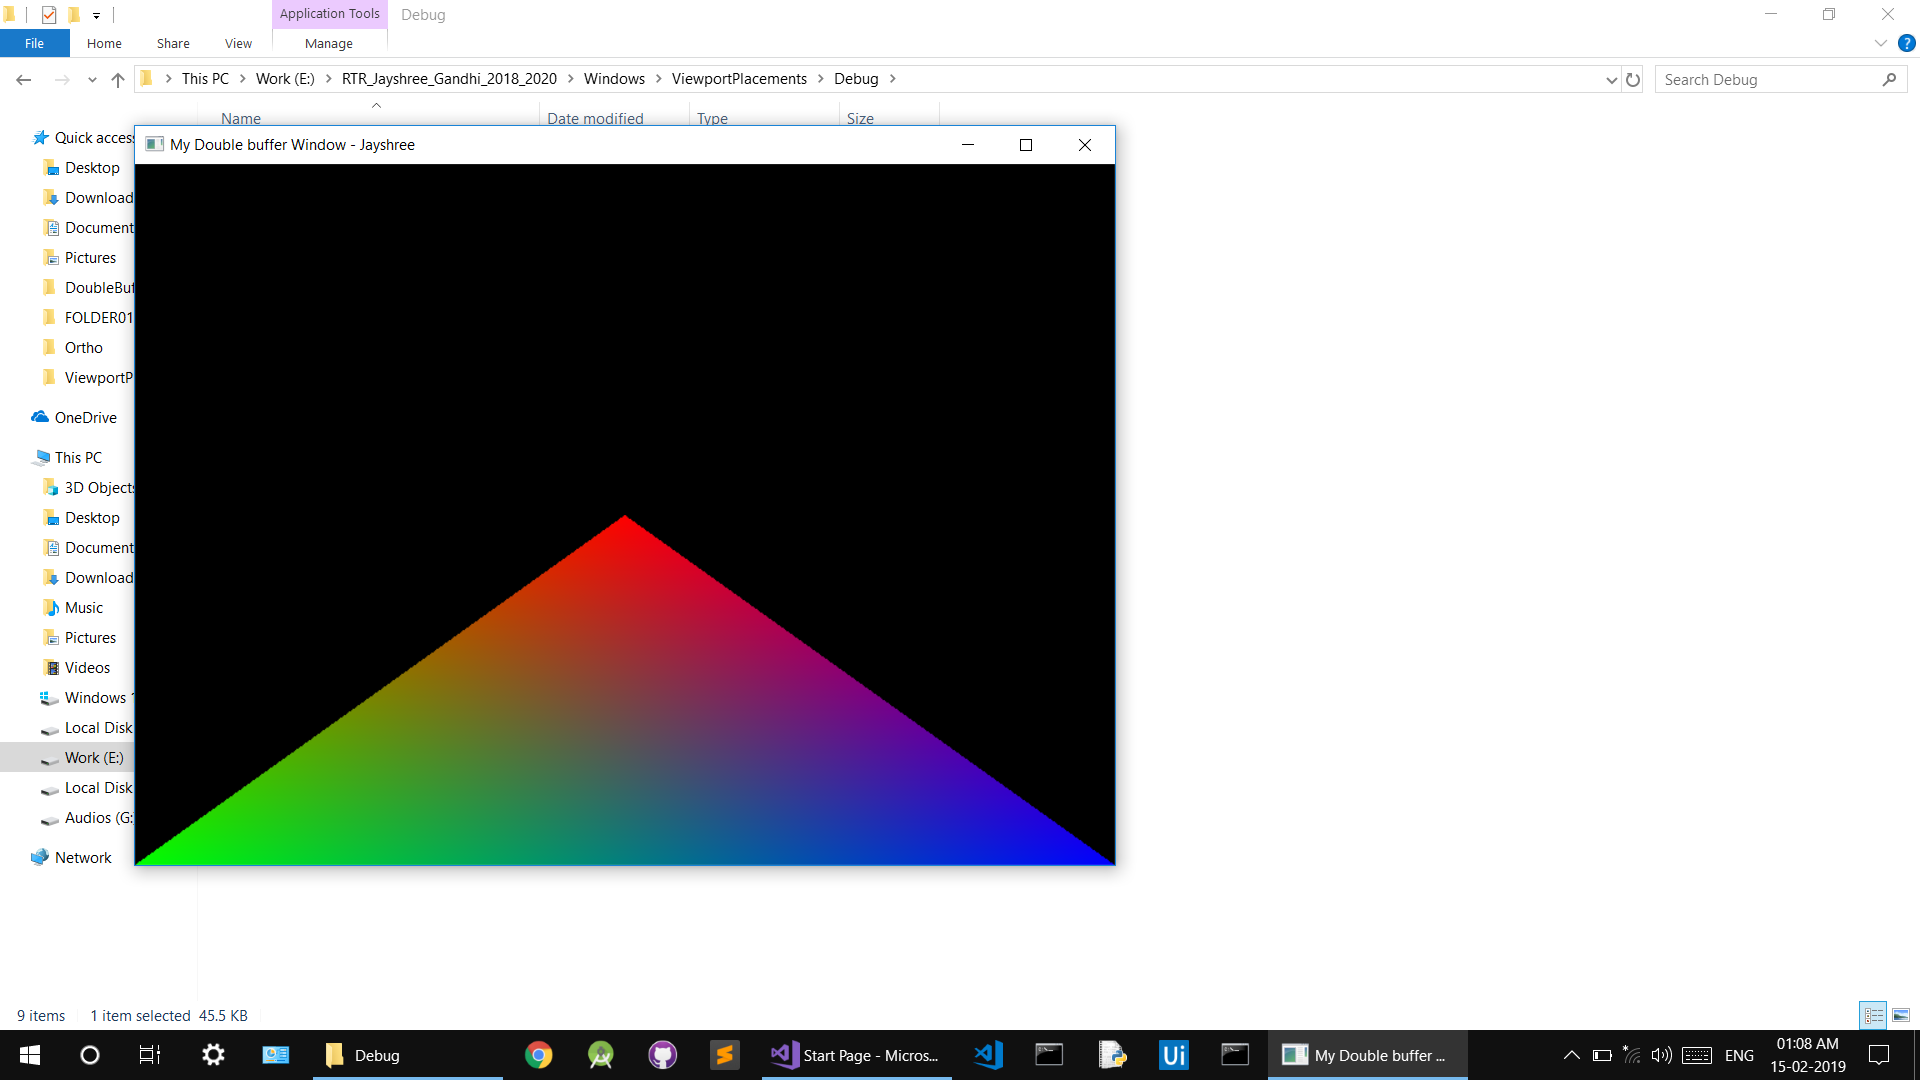 Application Tools
Debug
File
Home
Share
View
Manage
This PC
Work (E:)
RTR_Jayshree_Gandhi_2018_2020
Windows
ViewportPlacements
Debug
Search Debug
Name
Date modified
Type
Size
My Double buffer Window - Jayshree
Quick access
Desktop
Download
Document
Pictures
DoubleBuf
FOLDER01
Ortho
ViewportP
OneDrive
This PC
3D Objects
Desktop
Document
Download
Music
Pictures
Videos
Windows 1
Local Disk
Work (E:)
Local Disk
Audios (G:
Network
9 items
1 item selected 45.5 KB
Debug
Start Page - Micros...
Ui
My Double buffer ...
ENG
01:08 AM
15-02-2019